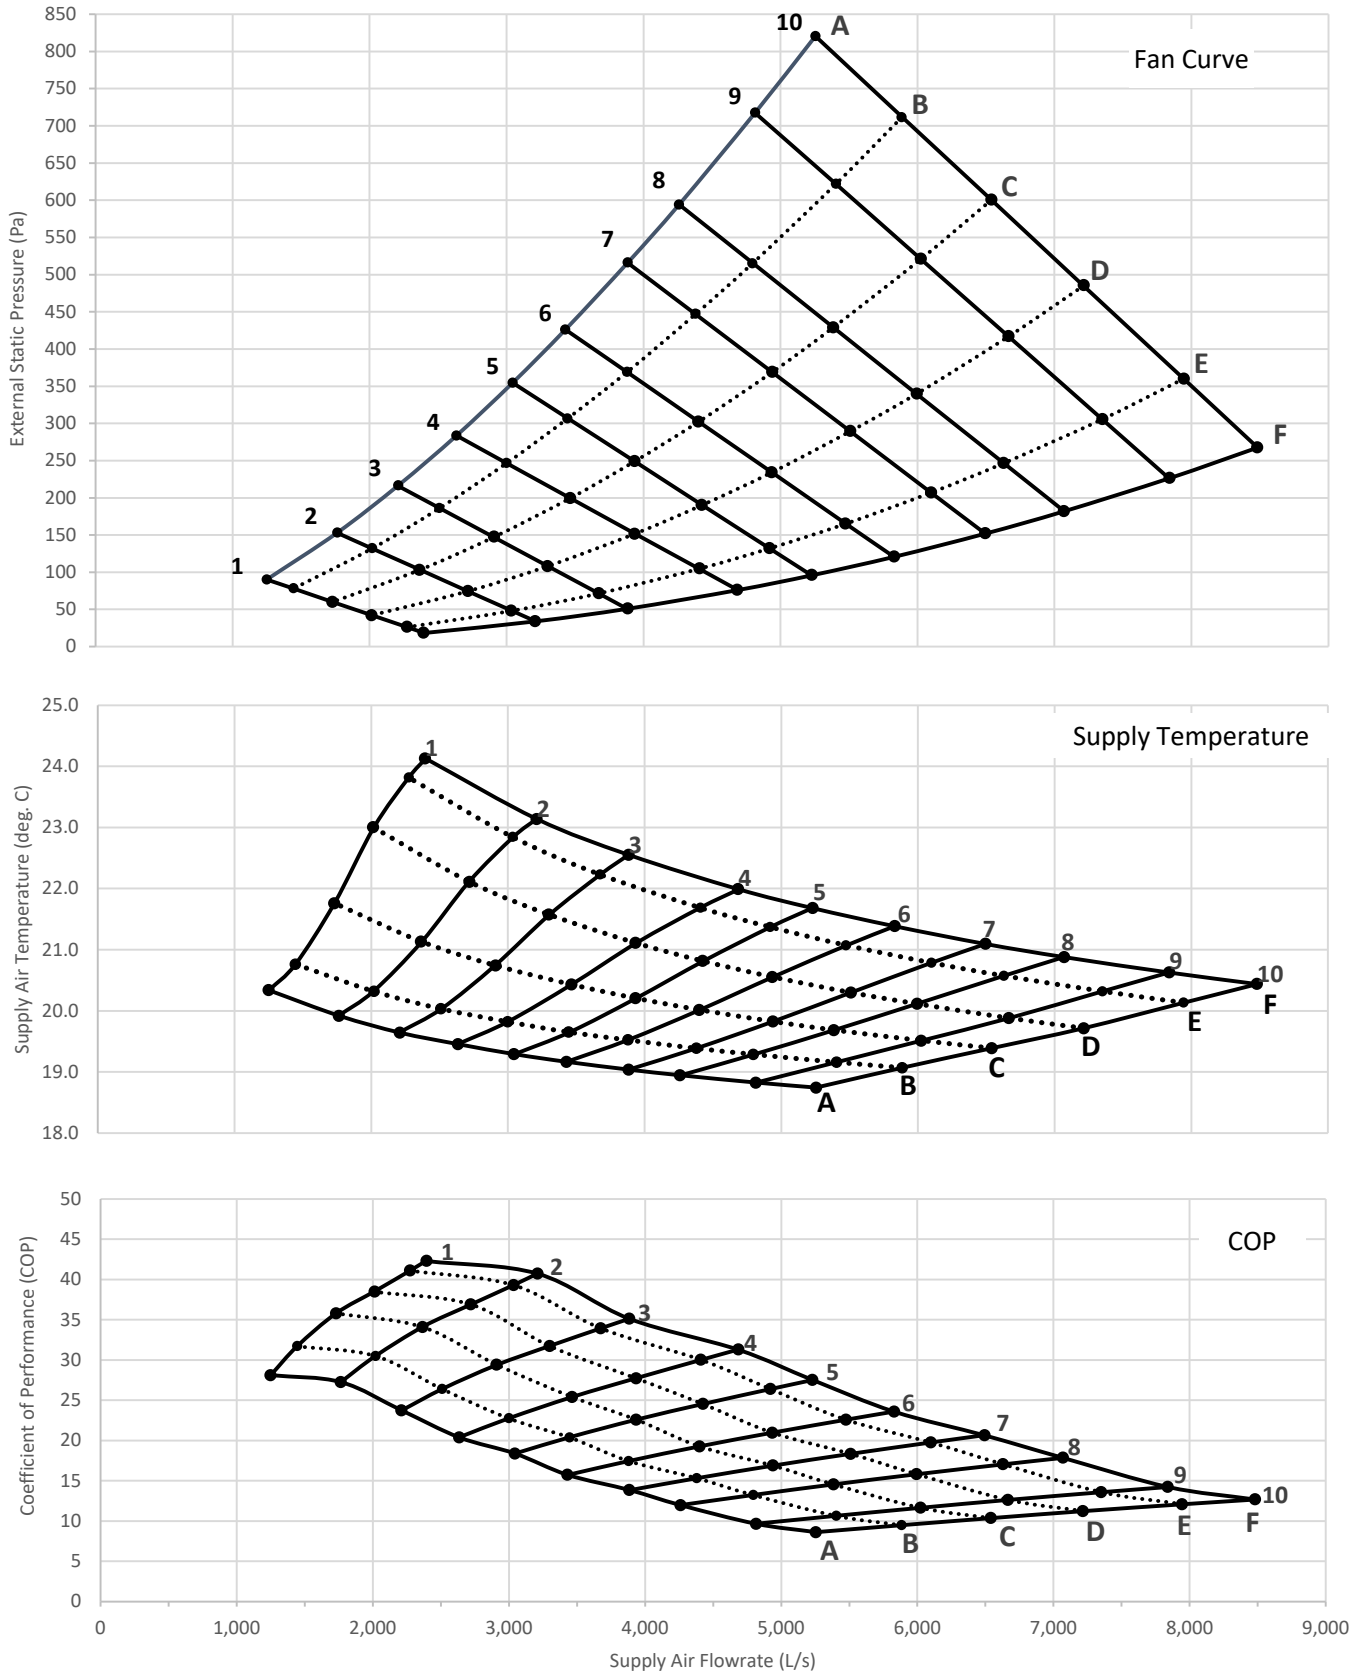 850
800
750
700
650
600
550
500
450
400
350
300
250
200
150
100
50
0
External Static Pressure (Pa)
Fan Curve
10 A
9
B
8
C
7
D
6
5
E
4
F
3
2
1
25.0
24.0
23.0
22.0
21.0
20.0
19.0
18.0
Supply Air Temperature (deg. C)
Supply Temperature
1
2
3
4
5
6
7
8
9
10
F
E
D
C
B
A
50
45
40
35
30
25
20
15
10
5
0
Coefficient of Performance (COP)
COP
1
2
3
4
5
6
7
8
9
10
A
B
C
D
E
F
0 1,000 2,000 3,000 4,000 5,000 6,000 7,000 8,000 9,000
Supply Air Flowrate (L/s)